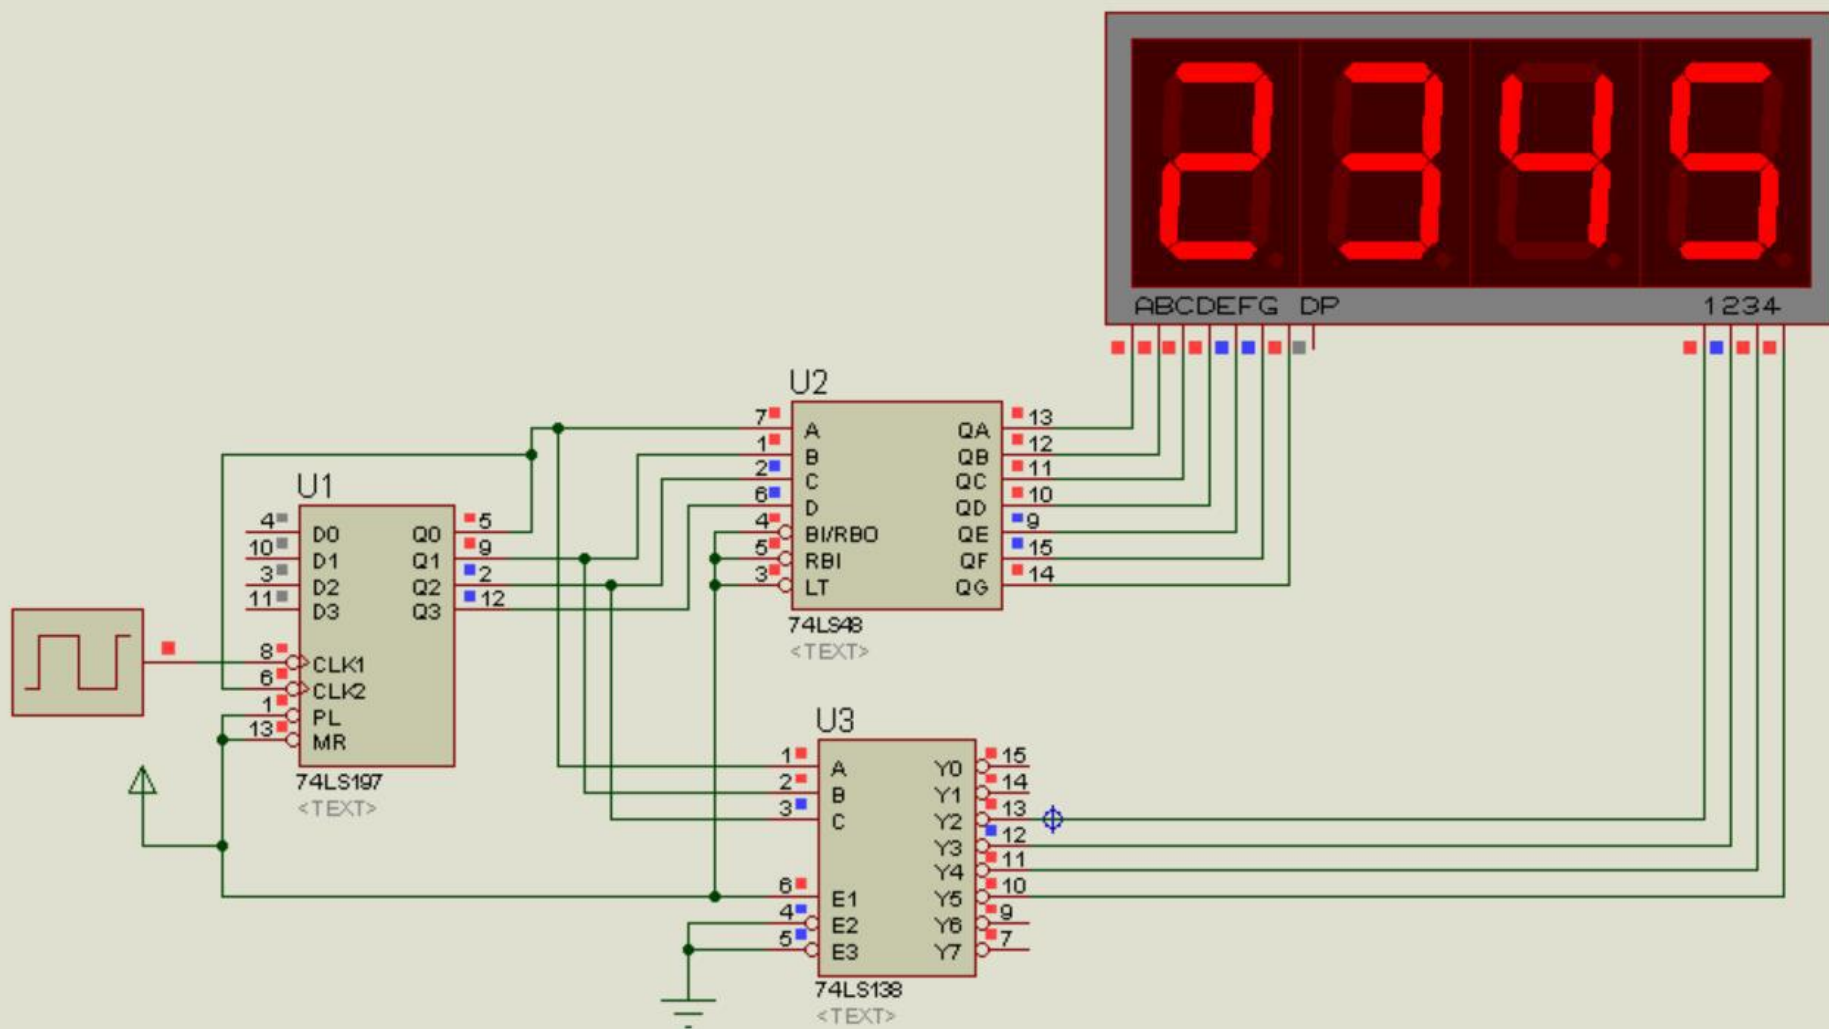 2345
ABCDEFG DP
1234
U2
7 A QA 13
1 B QB 12
2 C QC 11
6 D QD 10
4 BI/RBO QE 9
5 RBI QF 15
3 LT QG 14
74LS48
<TEXT>
U1
4 D0 Q0 5
10 D1 Q1 9
3 D2 Q2 2
11 D3 Q3 12
8 CLK1
6 CLK2
1 PL
13 MR
74LS197
<TEXT>
U3
1 A Y0 15
2 B Y1 14
3 C Y2 13
Y3 12
Y4 11
6 E1 Y5 10
4 E2 Y6 9
5 E3 Y7 7
74LS138
<TEXT>